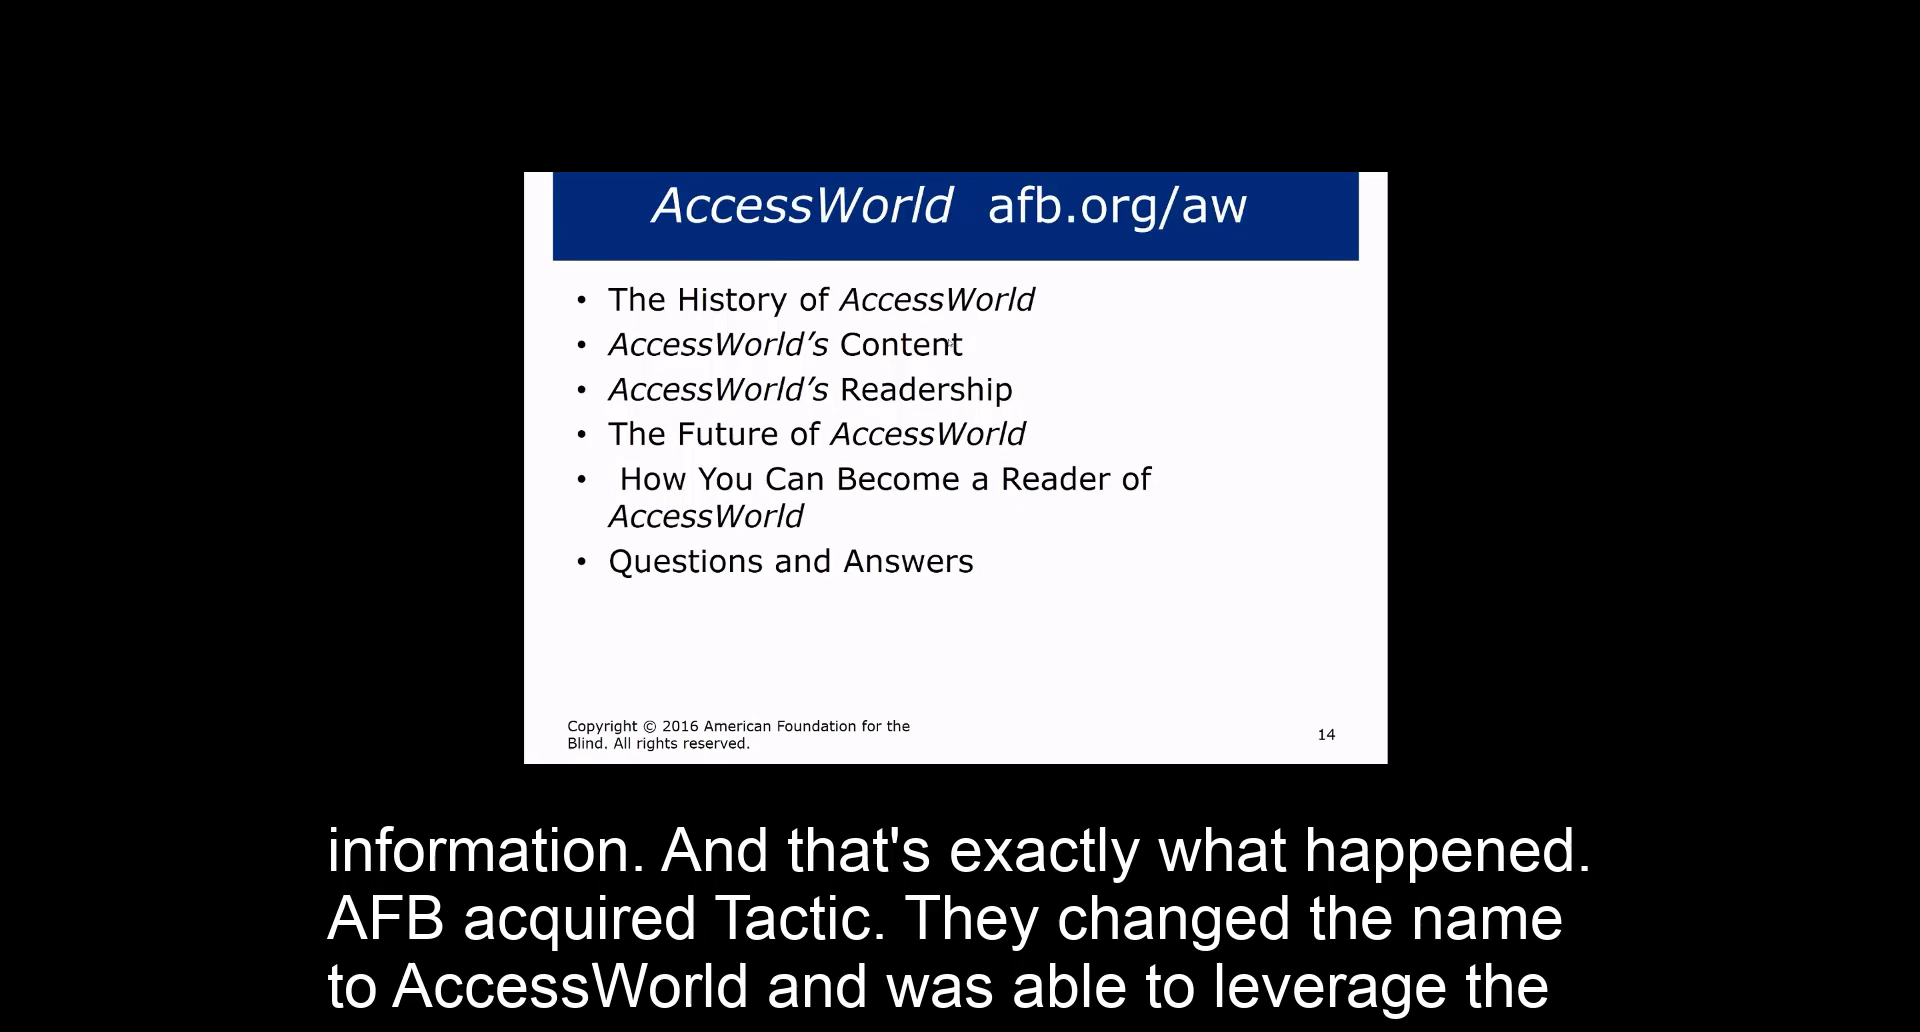 AccessWorld afb.org/aw
• The History of AccessWorld
• AccessWorld’s Content
• AccessWorld’s Readership
• The Future of AccessWorld
• How You Can Become a Reader of
AccessWorld
• Questions and Answers
Copyright © 2016 American Foundation for the
Blind. All rights reserved.
14
information. And that's exactly what happened.
AFB acquired Tactic. They changed the name
to AccessWorld and was able to leverage the